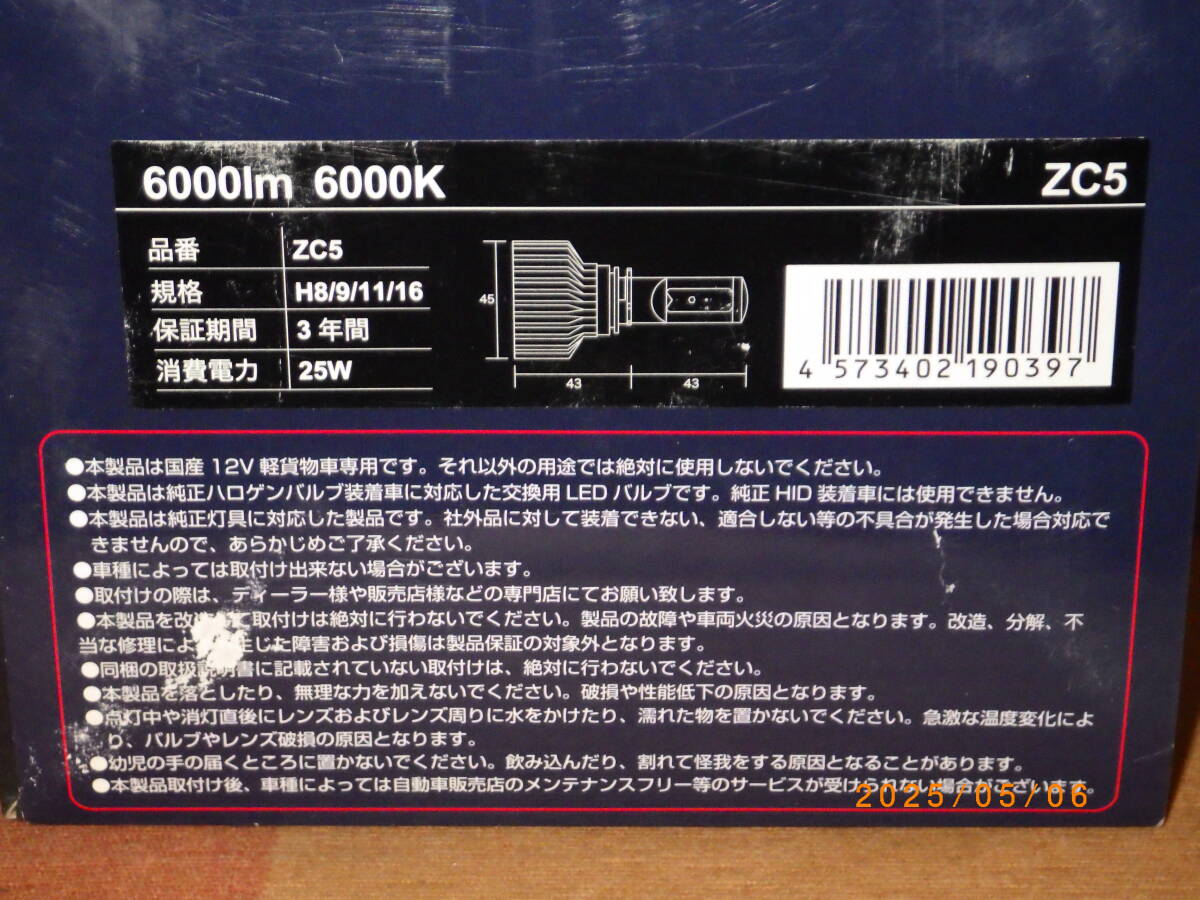 6000lm 6000K ZC5
品番 ZC5
規格 H8/9/11/16
保証期間 3年間
消費電力 25W
45
43 43
4 573402 190397
●本製品は国産12V軽貨物車専用です。それ以外の用途では絶対に使用しないでください。
●本製品は純正ハロゲンバルブ装着車に対応した交換用LEDバルブです。純正HID装着車には使用できません。
●本製品は純正灯具に対応した製品です。社外品に対して装着できない、適合しない等の不具合が発生した場合対応で
きませんので、あらかじめご了承ください。
●車種によっては取付け出来ない場合がございます。
●取付けの際は、ディーラー様や販売店様などの専門店にてお願い致します。
●本製品を改造 て取付けは絶対に行わないでください。製品の故障や車両火災の原因となります。改造、分解、不
当な修理によ 生じた障害および損傷は製品保証の対象外となります。
●同梱の取扱説明書に記載されていない取付けは、絶対に行わないでください。
●本製品を落としたり、無理な力を加えないでください。破損や性能低下の原因となります。
●点灯中や消灯直後にレンズおよびレンズ周りに水をかけたり、濡れた物を置かないでください。急激な温度変化によ
り、バルブやレンズ破損の原因となります。
●幼児の手の届くところに置かないでください。飲み込んだり、割れて怪我をする原因となることがあります。
●本製品取付け後、車種によっては自動車販売店のメンテナンスフリー等のサービスが受けられない場合がございます。
2025/05/06